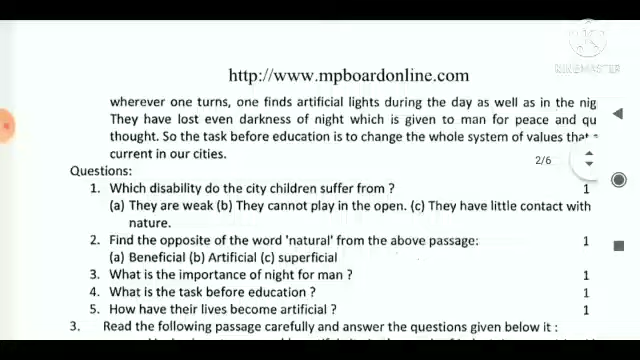 http://www.mpboardonline.com
KINEMASTER
wherever one turns, one finds artificial lights during the day as well as in the nig
They have lost even darkness of night which is given to man for peace and qu
thought. So the task before education is to change the whole system of values that
current in our cities.
2/6
Questions:
1. Which disability do the city children suffer from ? 1
(a) They are weak (b) They cannot play in the open. (c) They have little contact with
nature.
2. Find the opposite of the word 'natural' from the above passage: 1
(a) Beneficial (b) Artificial (c) superficial
3. What is the importance of night for man ? 1
4. What is the task before education ? 1
5. How have their lives become artificial ? 1
3. Read the following passage carefully and answer the questions given below it :